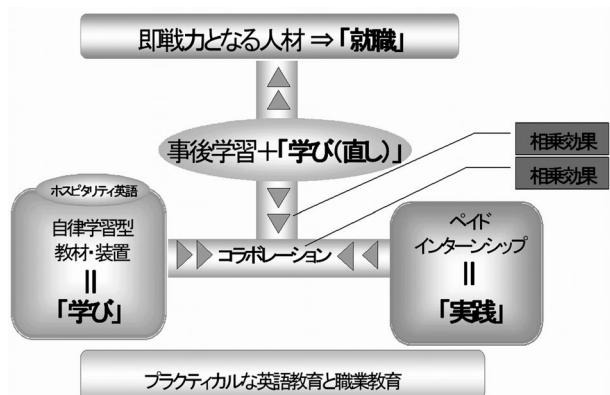 即戦力となる人材 ⇒「就職」
事後学習＋「学び(直し)」
相乗効果
相乗効果
ホスピタリティ英語
自律学習型
教材・装置
||
「学び」
コラボレーション
ペイド
インターンシップ
||
「実践」
プラクティカルな英語教育と職業教育